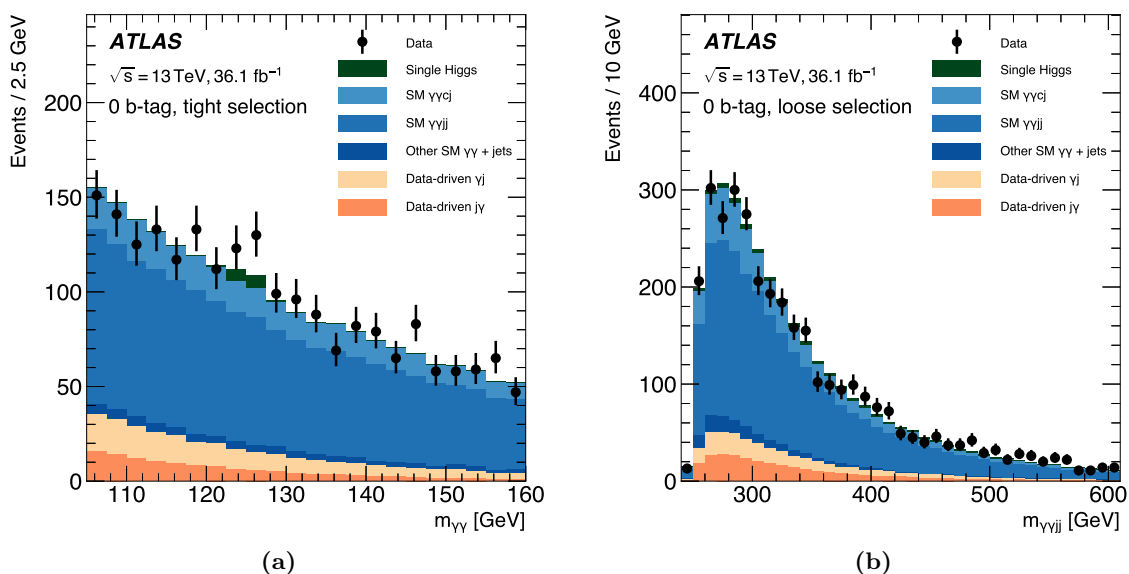 Events / 2.5 GeV
ATLAS
√s = 13 TeV, 36.1 fb⁻¹
0 b-tag, tight selection
Data
Single Higgs
SM γγcj
SM γγjj
Other SM γγ + jets
Data-driven γj
Data-driven jγ
200
150
100
50
0
110 120 130 140 150 160
mγγ [GeV]
(a)
Events / 10 GeV
ATLAS
√s = 13 TeV, 36.1 fb⁻¹
0 b-tag, loose selection
Data
Single Higgs
SM γγcj
SM γγjj
Other SM γγ + jets
Data-driven γj
Data-driven jγ
400
300
200
100
0
300 400 500 600
mγγjj [GeV]
(b)